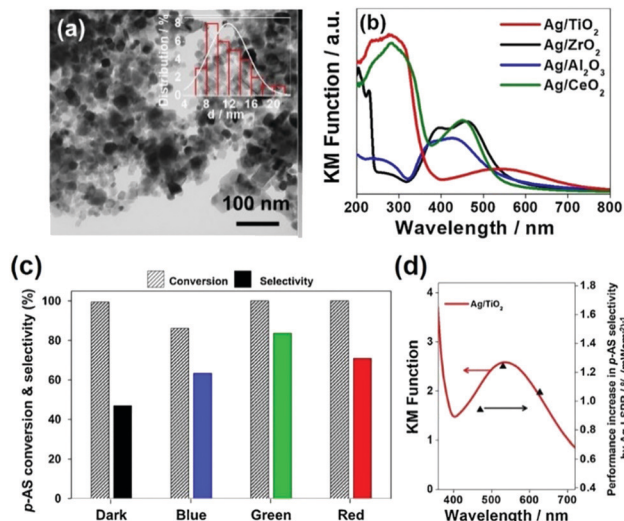 (a)
Distribution / %
8
6
4
2
0
4 8 12 16 20
d / nm
100 nm
(b)
KM Function / a.u.
Ag/TiO₂
Ag/ZrO₂
Ag/Al₂O₃
Ag/CeO₂
200 300 400 500 600 700 800
Wavelength / nm
(c)
Conversion Selectivity
p-AS conversion & selectivity (%)
100
80
60
40
20
0
Dark Blue Green Red
(d)
KM Function
4
3
2
1
0
Ag/TiO₂
1.8
1.6
1.4
1.2
1.0
0.8
0.6
0.4
400 500 600 700
Wavelength / nm
Performance increase in p-AS selectivity